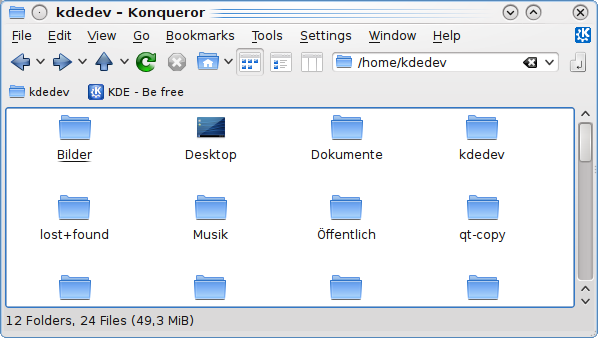 kdedev – Konqueror
File Edit View Go Bookmarks Tools Settings Window Help
/home/kdedev
kdedev KDE - Be free
Bilder Desktop Dokumente kdedev
lost+found Musik Öffentlich qt-copy
12 Folders, 24 Files (49,3 MiB)